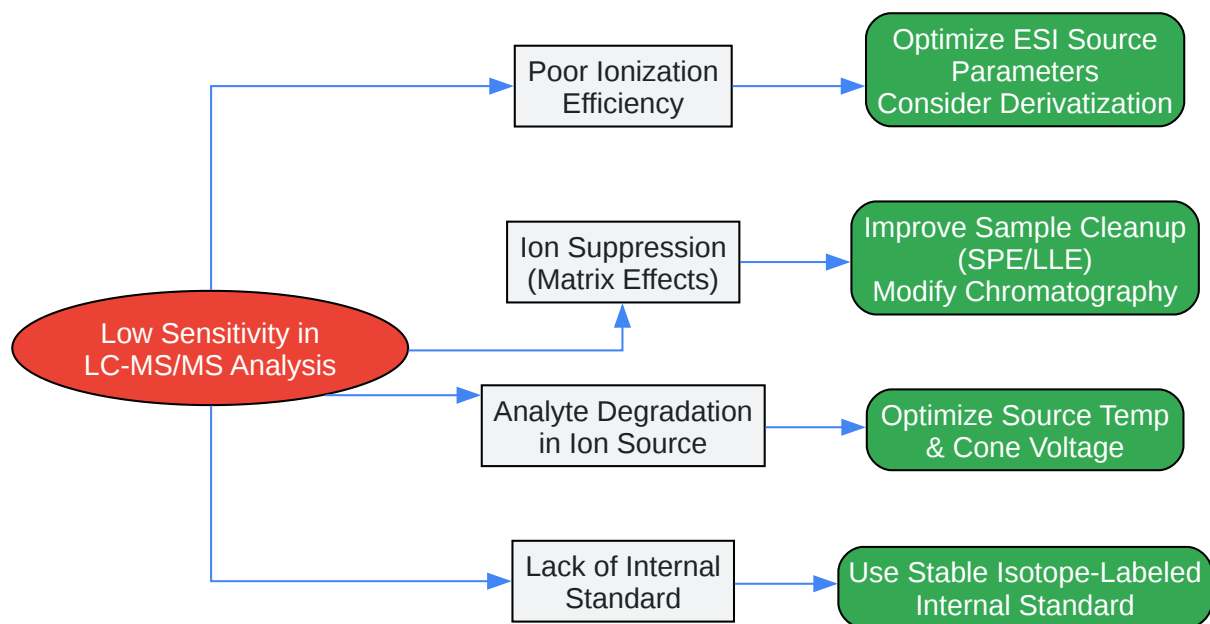 Low Sensitivity in
LC-MS/MS Analysis
Poor Ionization
Efficiency
Optimize ESI Source
Parameters
Consider Derivatization
Ion Suppression
(Matrix Effects)
Improve Sample Cleanup
(SPE/LLE)
Modify Chromatography
Analyte Degradation
in Ion Source
Optimize Source Temp
& Cone Voltage
Lack of Internal
Standard
Use Stable Isotope-Labeled
Internal Standard